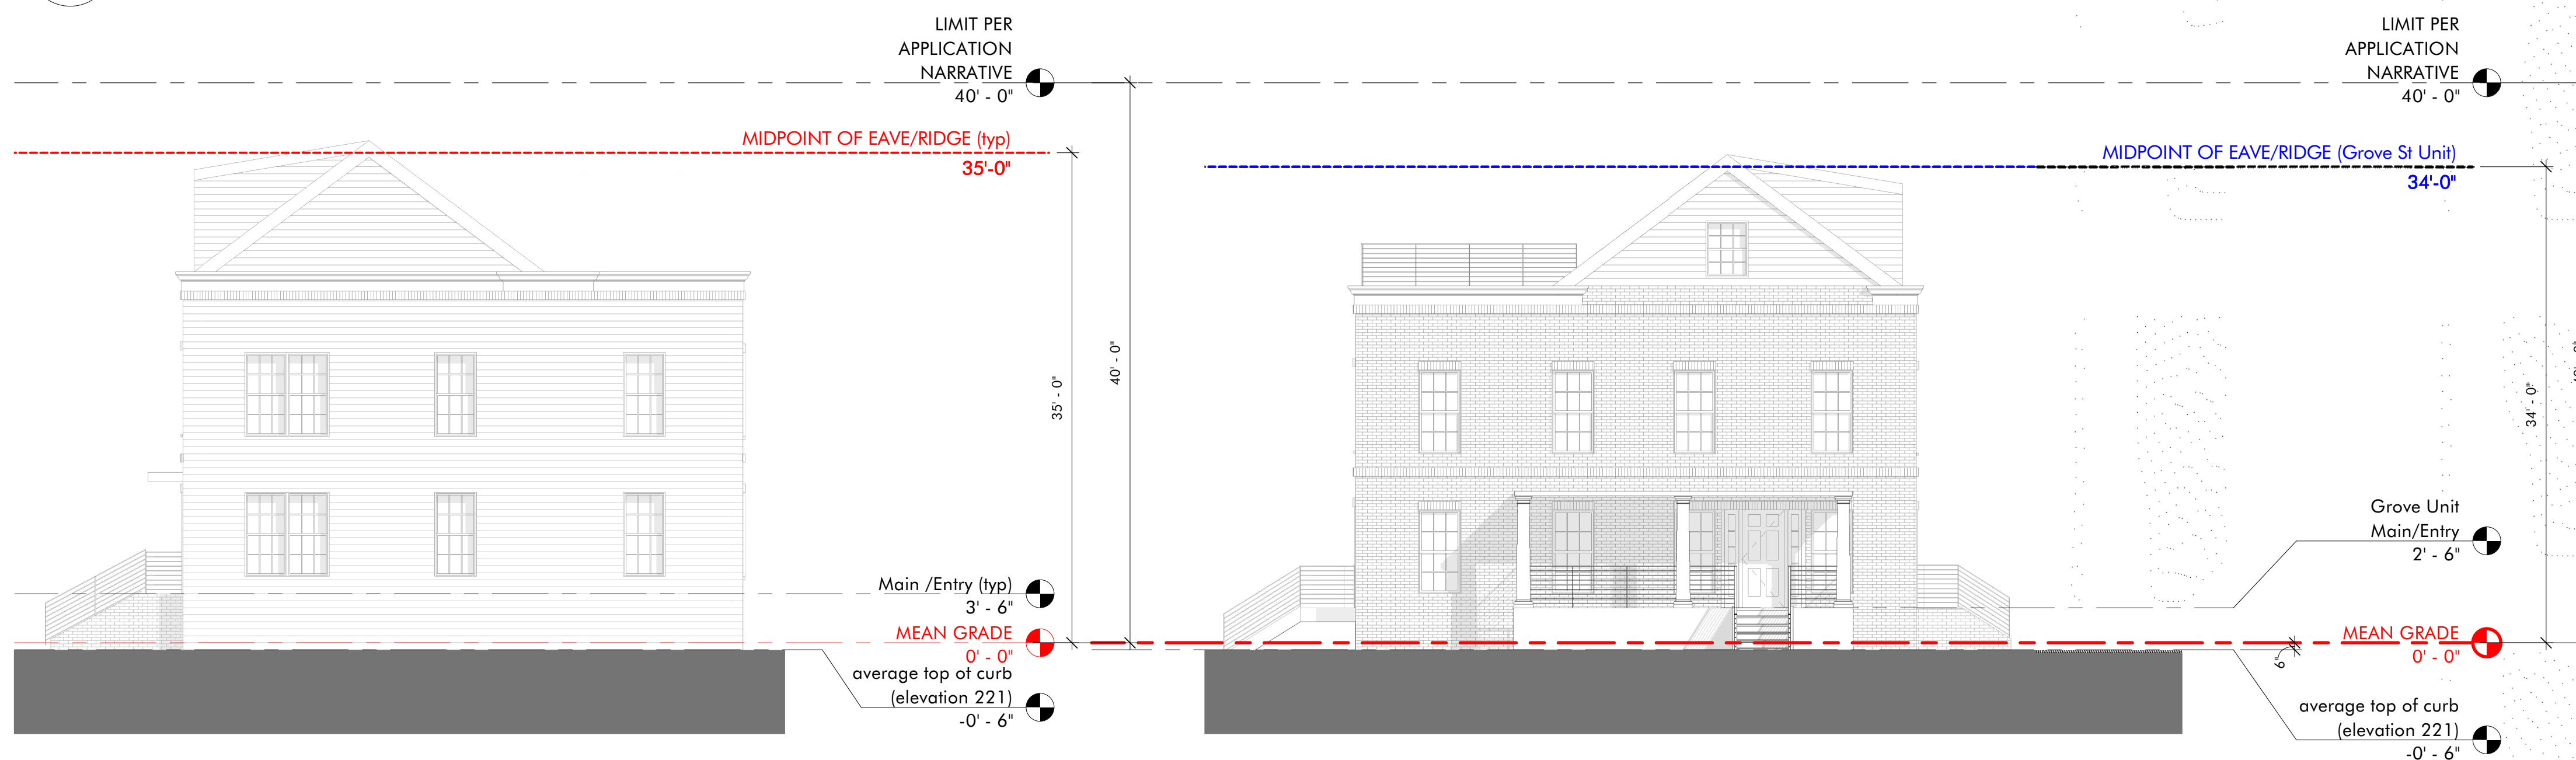 LIMIT PER
APPLICATION
NARRATIVE
40' - 0"
MIDPOINT OF EAVE/RIDGE (typ)
35'-0"
35' - 0"
40' - 0"
Main /Entry (typ)
3' - 6"
MEAN GRADE
0' - 0"
average top of curb
(elevation 221)
-0' - 6"
LIMIT PER
APPLICATION
NARRATIVE
40' - 0"
MIDPOINT OF EAVE/RIDGE (Grove St Unit)
34'-0"
34' - 0"
Grove Unit
Main/Entry
2' - 6"
MEAN GRADE
0' - 0"
6"
average top of curb
(elevation 221)
-0' - 6"